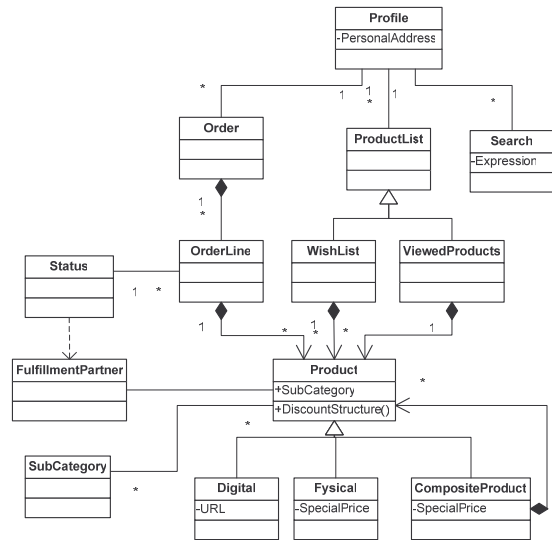 Profile
-PersonalAddress
*
1
1
*
1
*
Order
ProductList
Search
-Expression
1
*
Status
OrderLine
WishList
ViewedProducts
1
*
1
*
1
*
*
1
FulfillmentPartner
Product
+SubCategory
+DiscountStructure()
*
*
SubCategory
*
Digital
-URL
Fysical
-SpecialPrice
CompositeProduct
-SpecialPrice